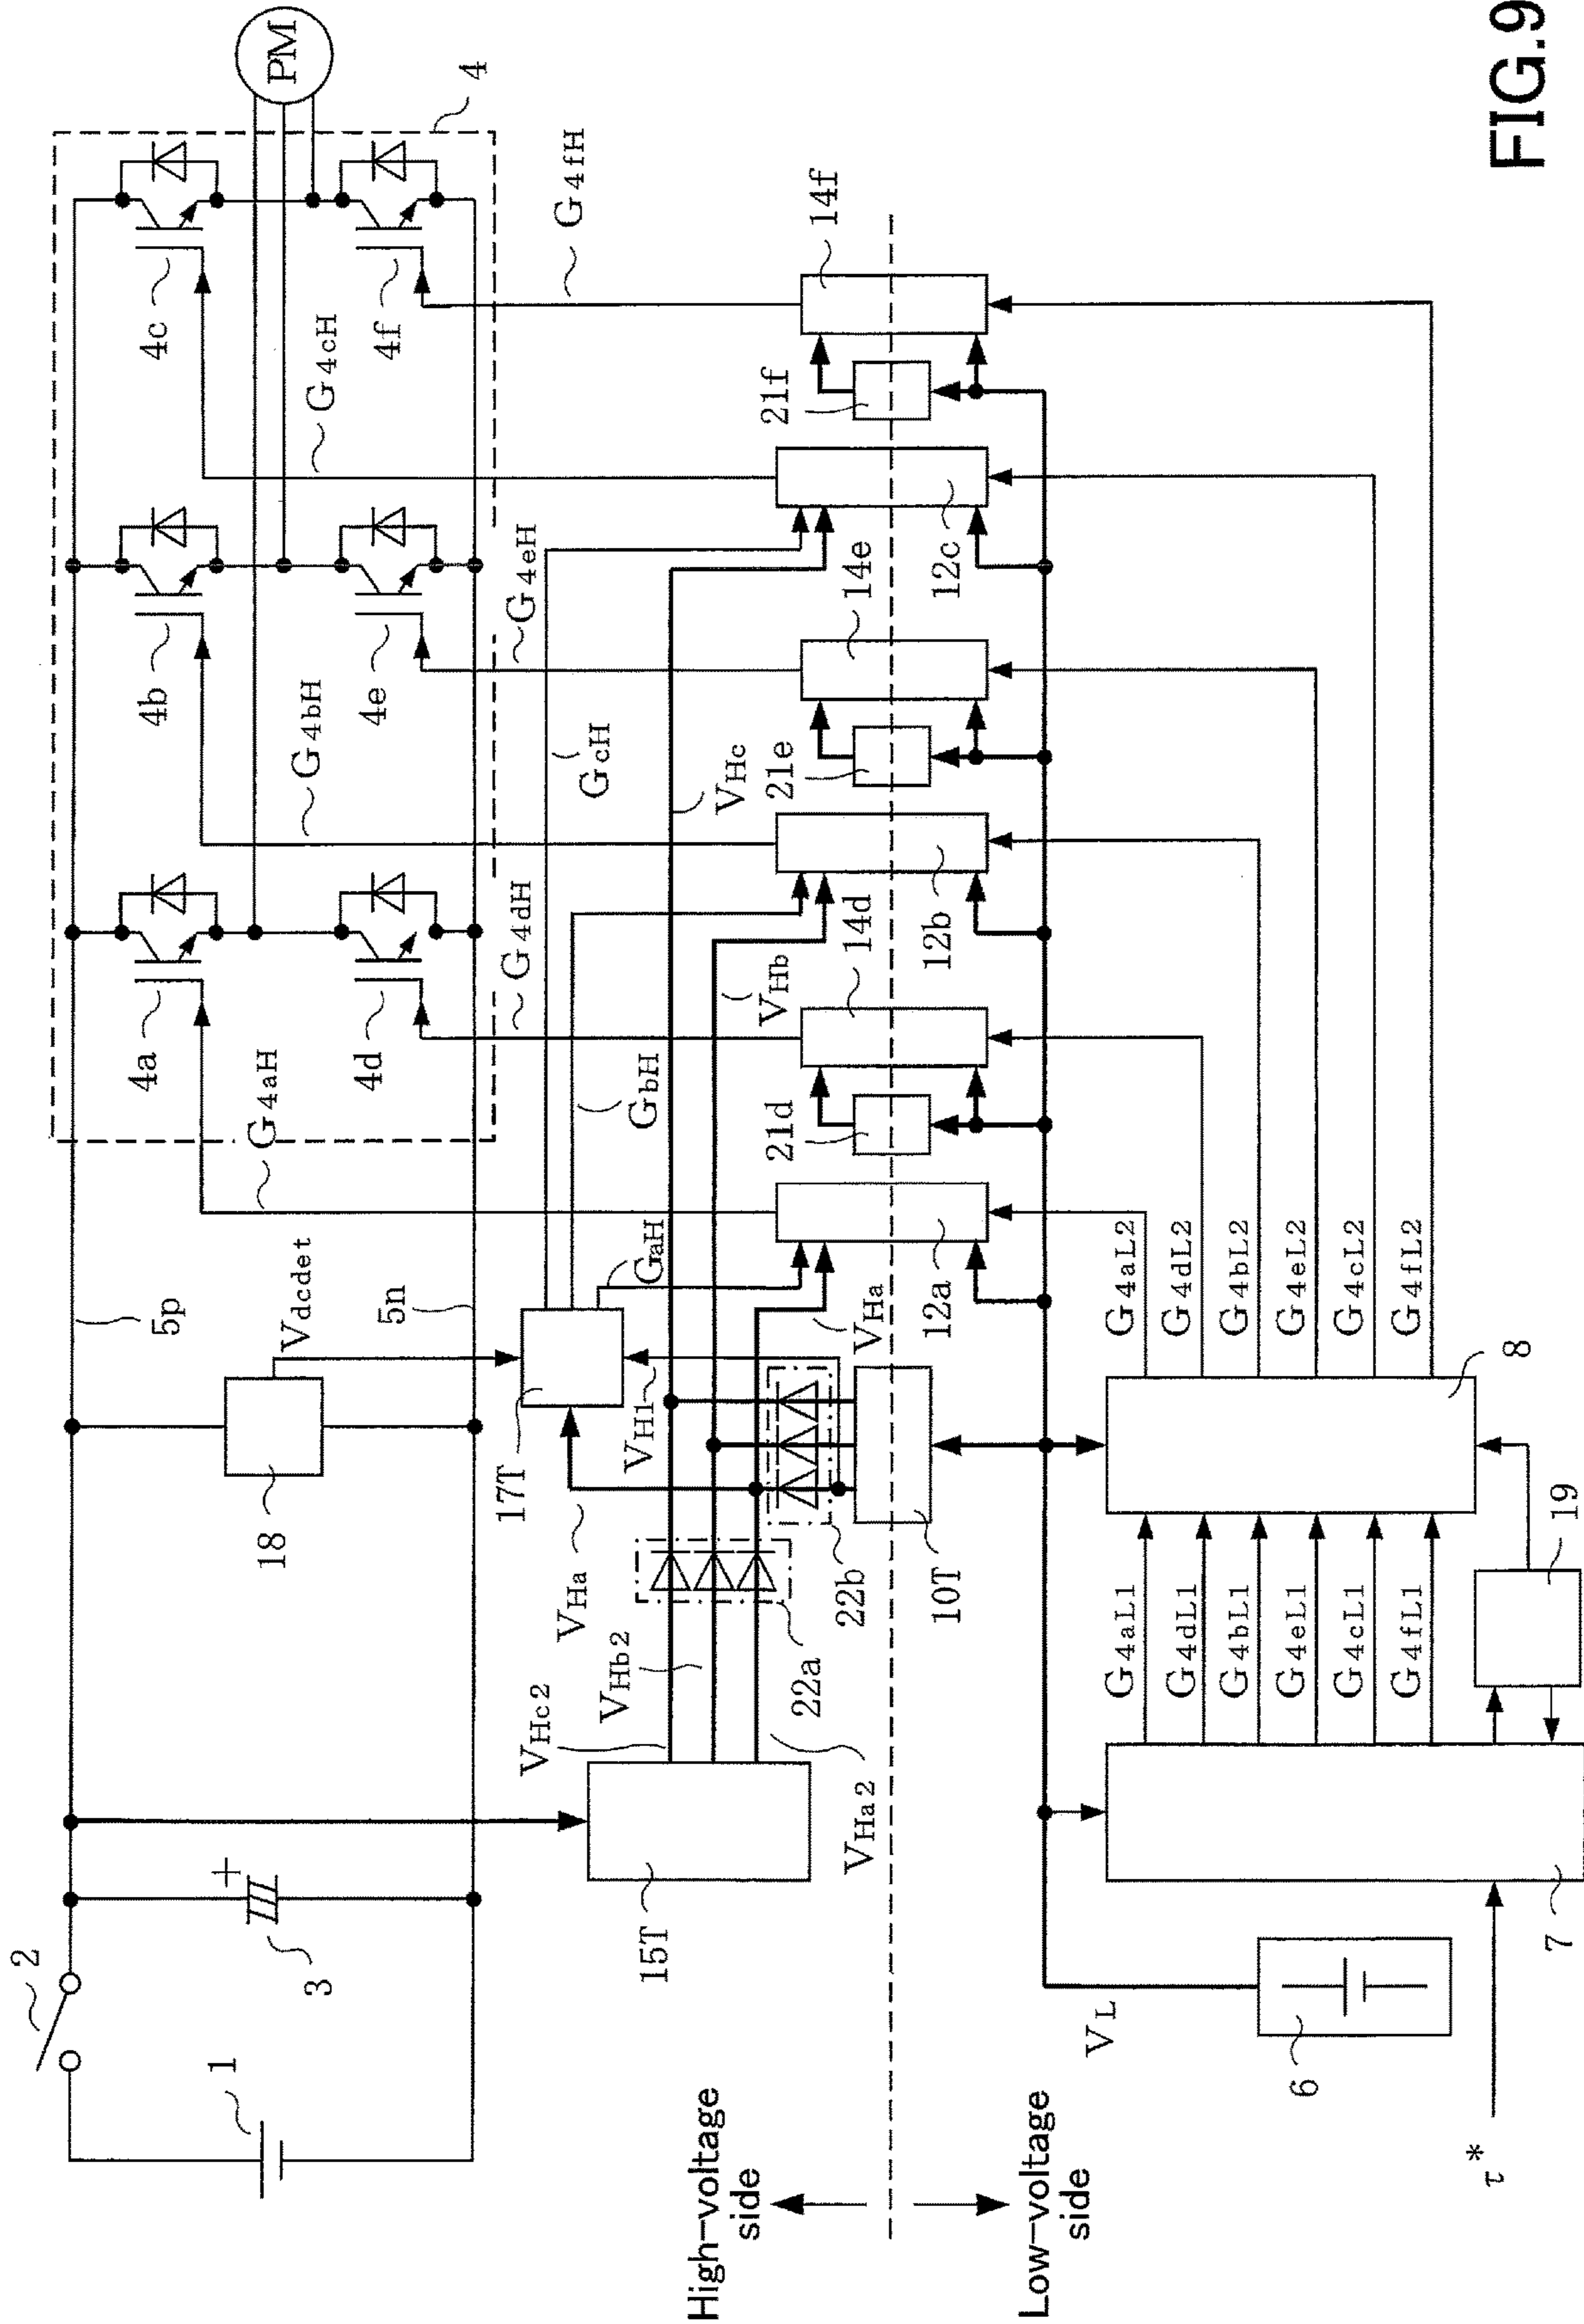 FIG.9
PM
4
4c
4f
4b
4e
4a
4d
G4fH
G4cH
G4eH
G4bH
G4dH
G4aH
14f
21f
12c
14e
21e
12b
14d
21d
12a
GcH
VHc
VHb
GbH
GaH
VHa
5p
Vdcdet
5n
18
17T
VH1
VHa
22b
10T
22a
VHb2
VHc2
VHa2
15T
2
3
1
G4aL2
G4dL2
G4bL2
G4eL2
G4cL2
G4fL2
8
19
G4aL1
G4dL1
G4bL1
G4eL1
G4cL1
G4fL1
7
6
VL
τ*
High-voltage
side
Low-voltage
side